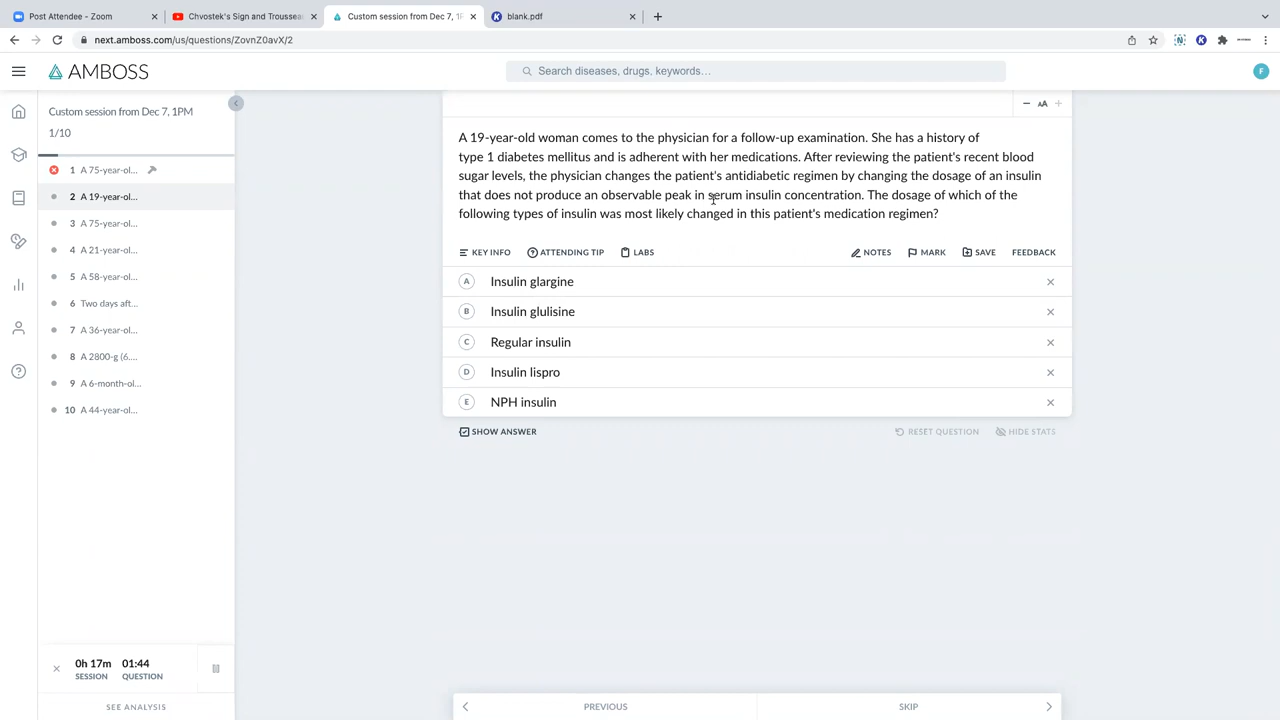 Post Attendee - Zoom
Chvostek's Sign and Trousseau
Custom session from Dec 7, 1P
blank.pdf
next.amboss.com/us/questions/ZovnZ0avX/2
AMBOSS
Search diseases, drugs, keywords…
F
Custom session from Dec 7, 1PM
1/10
1 A 75-year-ol...
2 A 19-year-ol...
3 A 75-year-ol...
4 A 21-year-ol...
5 A 58-year-ol...
6 Two days aft...
7 A 36-year-ol...
8 A 2800-g (6....
9 A 6-month-ol...
10 A 44-year-ol...
0h 17m 01:44
SESSION QUESTION
SEE ANALYSIS
AA
A 19-year-old woman comes to the physician for a follow-up examination. She has a history of
type 1 diabetes mellitus and is adherent with her medications. After reviewing the patient's recent blood
sugar levels, the physician changes the patient's antidiabetic regimen by changing the dosage of an insulin
that does not produce an observable peak in serum insulin concentration. The dosage of which of the
following types of insulin was most likely changed in this patient's medication regimen?
KEY INFO ATTENDING TIP LABS NOTES MARK SAVE FEEDBACK
A Insulin glargine
B Insulin glulisine
C Regular insulin
D Insulin lispro
E NPH insulin
SHOW ANSWER RESET QUESTION HIDE STATS
PREVIOUS SKIP